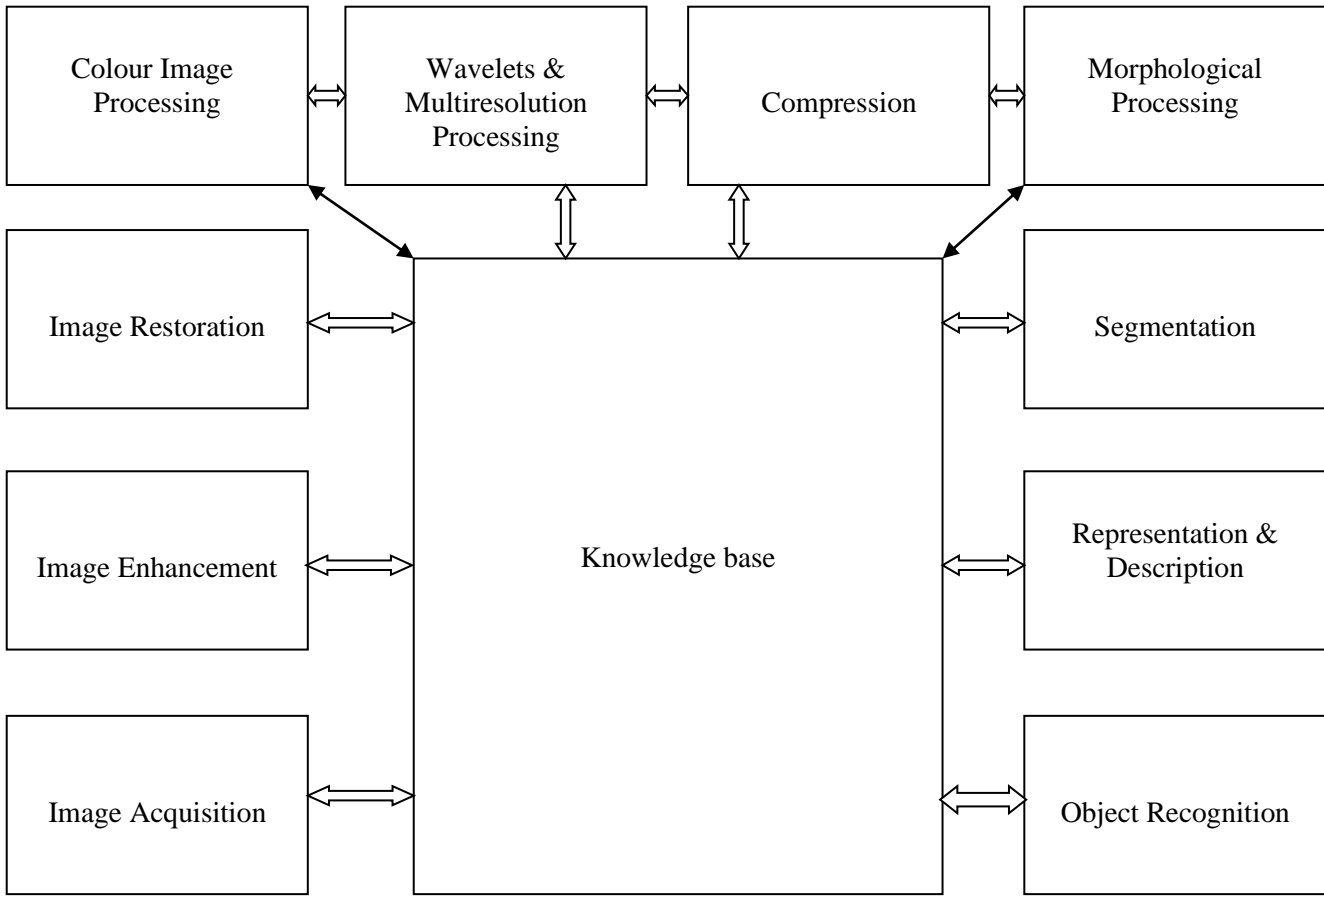 Colour Image
Processing
Wavelets &
Multiresolution
Processing
Compression
Morphological
Processing
Image Restoration
Segmentation
Image Enhancement
Knowledge base
Representation &
Description
Image Acquisition
Object Recognition